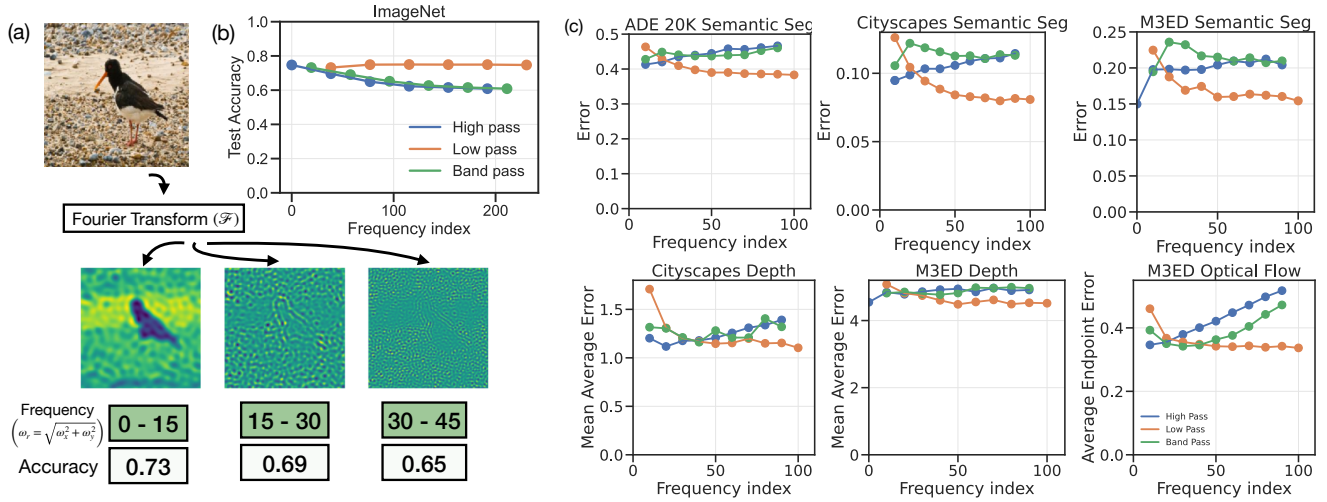 (a)
(b)
ImageNet
Test Accuracy
1.0
0.8
0.6
0.4
0.2
0.0
High pass
Low pass
Band pass
0 100 200
Frequency index
Fourier Transform (ℱ)
Frequency
(ω_r = √(ω_x² + ω_y²))
0 - 15
15 - 30
30 - 45
Accuracy
0.73
0.69
0.65
(c)
ADE 20K Semantic Seg
Error
0.5
0.4
0.3
0.2
0.1
0.0
0 50 100
Frequency index
Cityscapes Semantic Seg
Error
0.10
0.05
0.00
0 50 100
Frequency index
M3ED Semantic Seg
Error
0.25
0.20
0.15
0.10
0.05
0.00
0 50 100
Frequency index
Cityscapes Depth
Mean Average Error
1.5
1.0
0.5
0.0
0 50 100
Frequency index
M3ED Depth
Mean Average Error
4
2
0
0 50 100
Frequency index
M3ED Optical Flow
Average Endpoint Error
0.4
0.2
0.0
High Pass
Low Pass
Band Pass
0 50 100
Frequency index